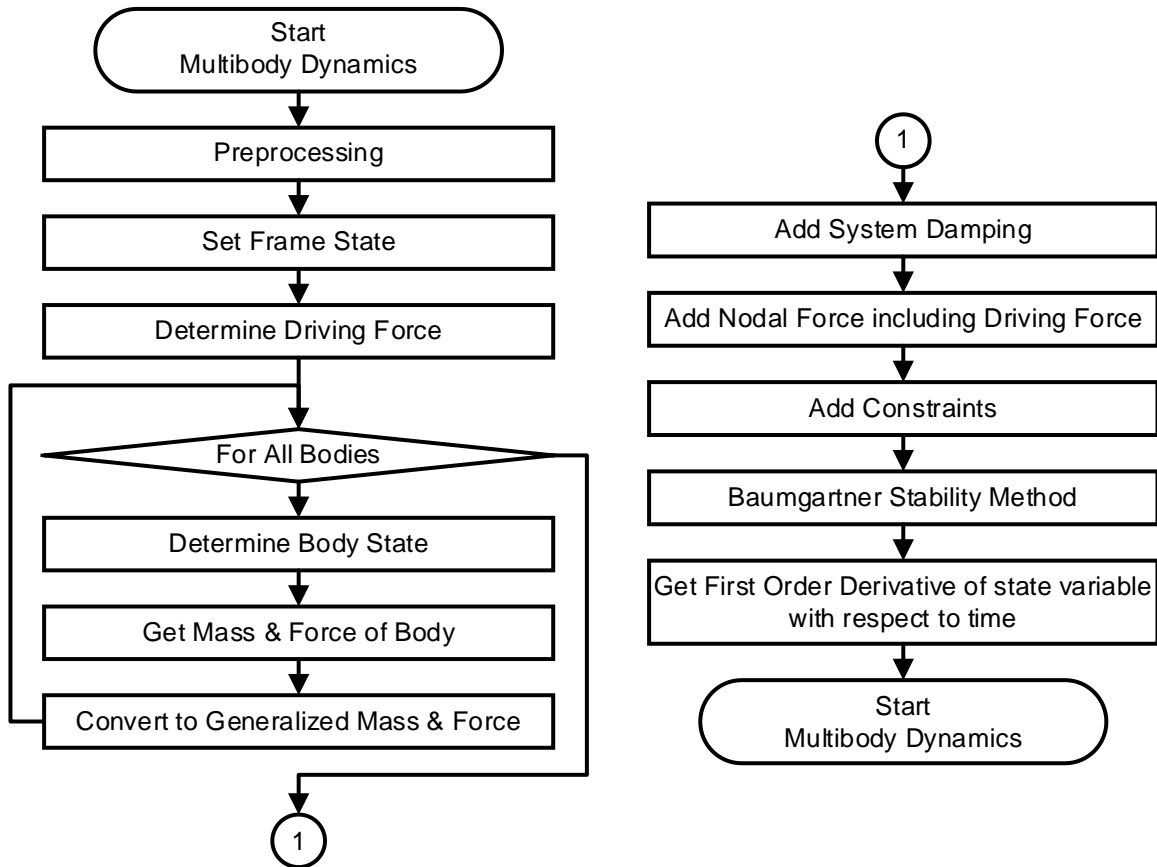 Start
Multibody Dynamics
Preprocessing
Set Frame State
Determine Driving Force
For All Bodies
Determine Body State
Get Mass & Force of Body
Convert to Generalized Mass & Force
1
1
Add System Damping
Add Nodal Force including Driving Force
Add Constraints
Baumgartner Stability Method
Get First Order Derivative of state variable
with respect to time
Start
Multibody Dynamics